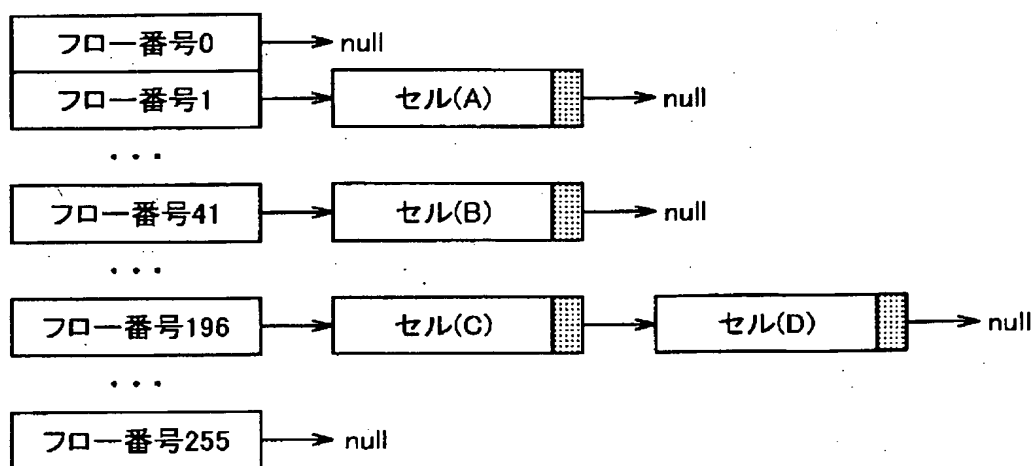 フロー番号0 null
フロー番号1 セル(A) null
・・・
フロー番号41 セル(B) null
・・・
フロー番号196 セル(C) セル(D) null
・・・
フロー番号255 null